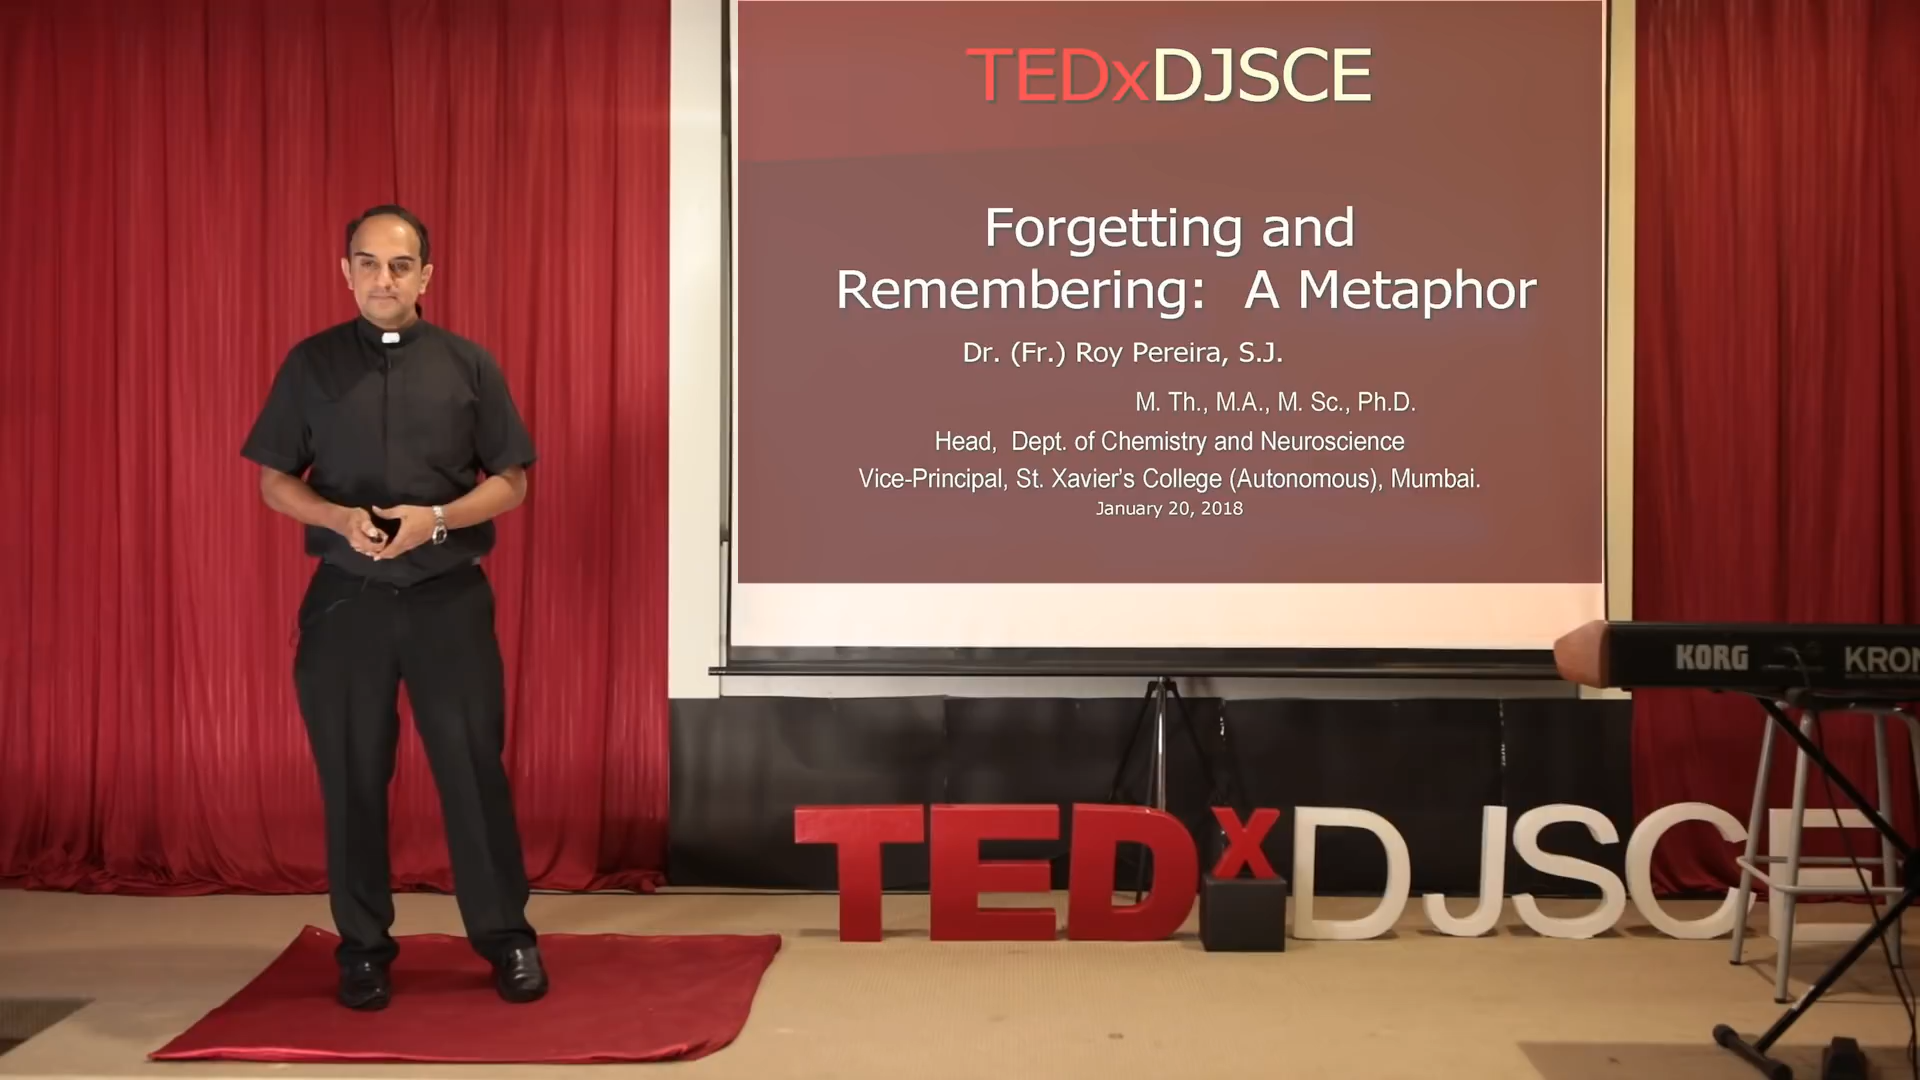 TEDxDJSCE
Forgetting and
Remembering:  A Metaphor
Dr. (Fr.) Roy Pereira, S.J.
M. Th., M.A., M. Sc., Ph.D.
Head,  Dept. of Chemistry and Neuroscience
Vice-Principal, St. Xavier's College (Autonomous), Mumbai.
January 20, 2018
KORG
KRON
TEDxDJSCE